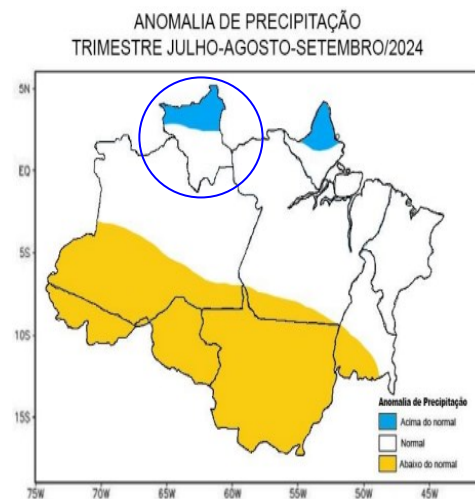 ANOMALIA DE PRECIPITAÇÃO
TRIMESTRE JULHO-AGOSTO-SETEMBRO/2024
5N
EQ
5S
10S
15S
75W 70W 65W 60W 55W 50W 45W
Anomalia de Precipitação
Acima do normal
Normal
Abaixo do normal